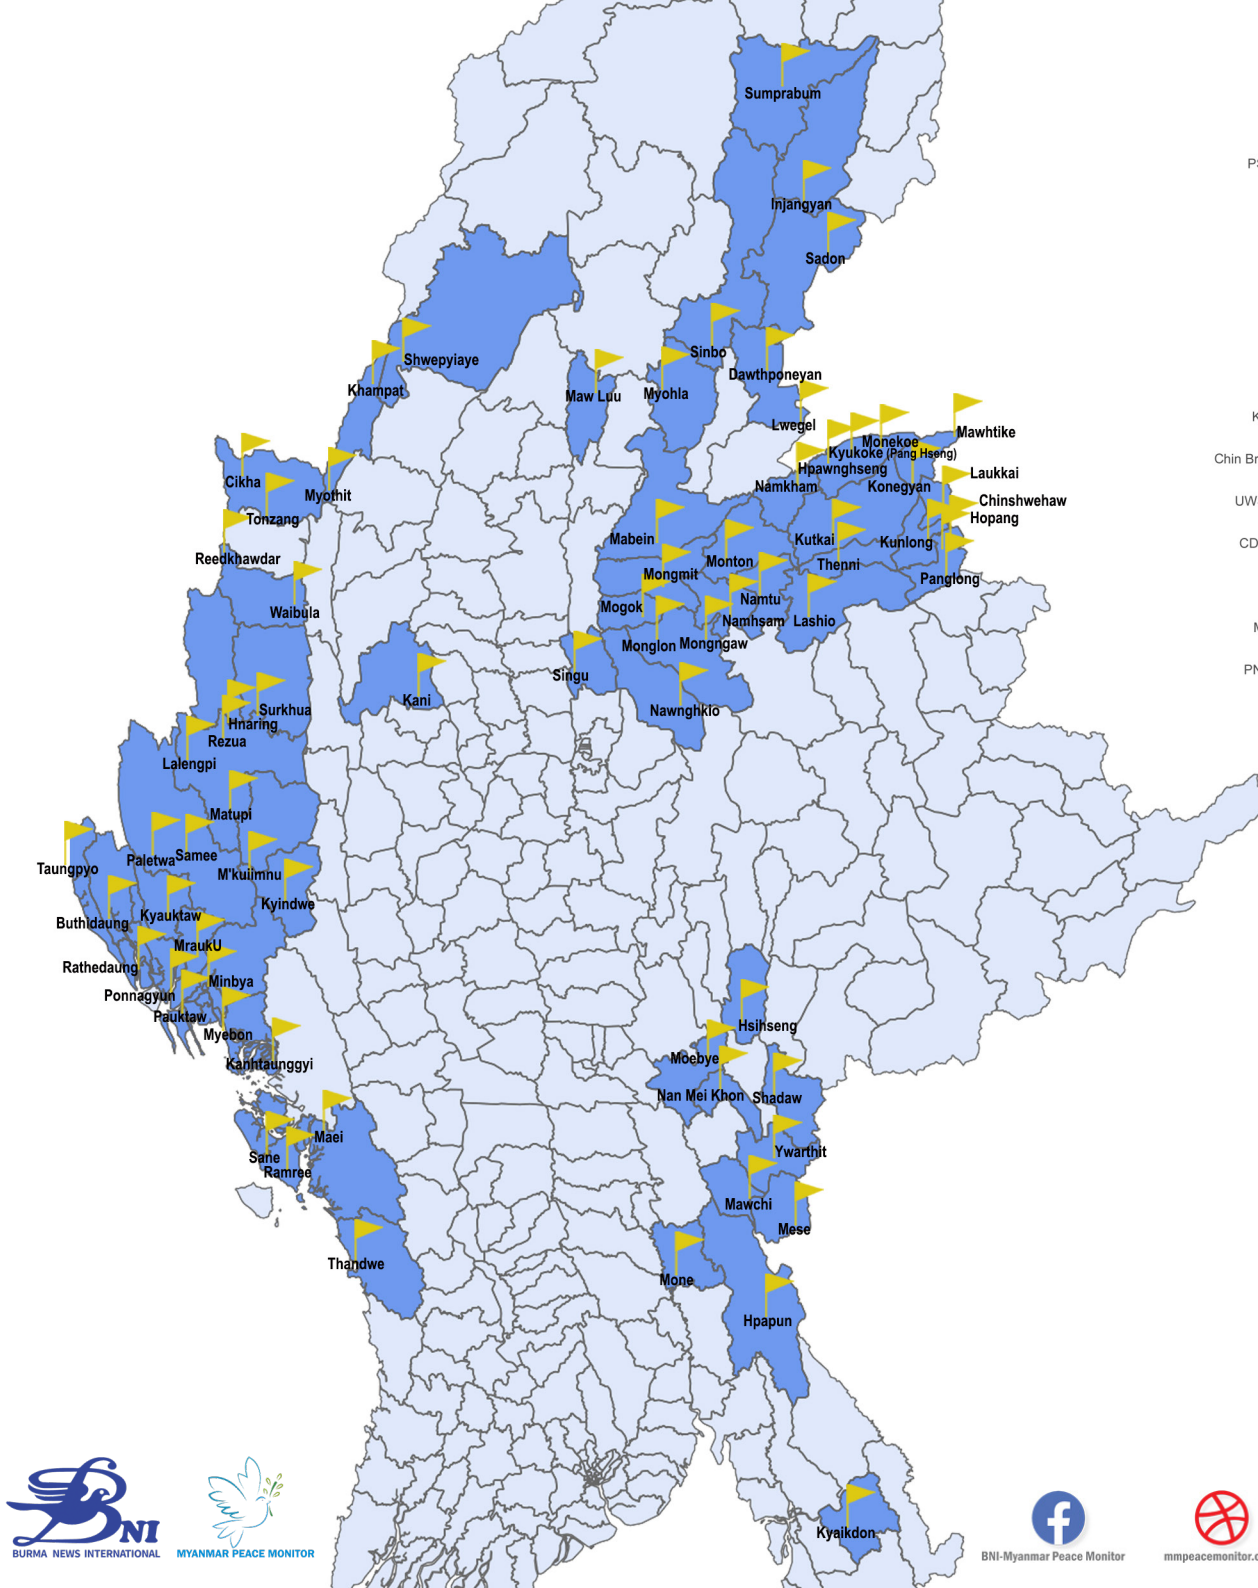 Sumprabum
PS
Injangyan
Sadon
Sinbo
Shwepyiaye
Dawthponeyan
Khampat
Maw Luu
Myohla
Lwegel
K
Mawhtike
Monekoe
Kyukoke (Pang Hseng)
Chin Br
Hpawnghseng
Laukkai
Cikha
Namkham
Konegyan
Myothit
Chinshwehaw
UW
Tonzang
Hopang
Mabein
Kutkai
Kunlong
CD
Reedkhawdar
Monton
Thenni
Mongmit
Panglong
Namtu
Mogok
Waibula
Namhsam
Lashio
M
Monglon
Mongngaw
Singu
PN
Kani
Surkhua
Nawnghkio
Hnaring
Rezua
Lalengpi
Matupi
Samee
Paletwa
Taungpyo
M'kuiimnu
Kyindwe
Kyauktaw
Buthidaung
MraukU
Rathedaung
Minbya
Ponnagyun
Pauktaw
Hsihseng
Myebon
Moebye
Kanhtaunggyi
Nan Mei Khon
Shadaw
Maei
Ywarthit
Sane
Ramree
Mawchi
Mese
Thandwe
Mone
Hpapun
Kyaikdon
BNI
BURMA NEWS INTERNATIONAL
MYANMAR PEACE MONITOR
BNI-Myanmar Peace Monitor
mmpeacemonitor.o